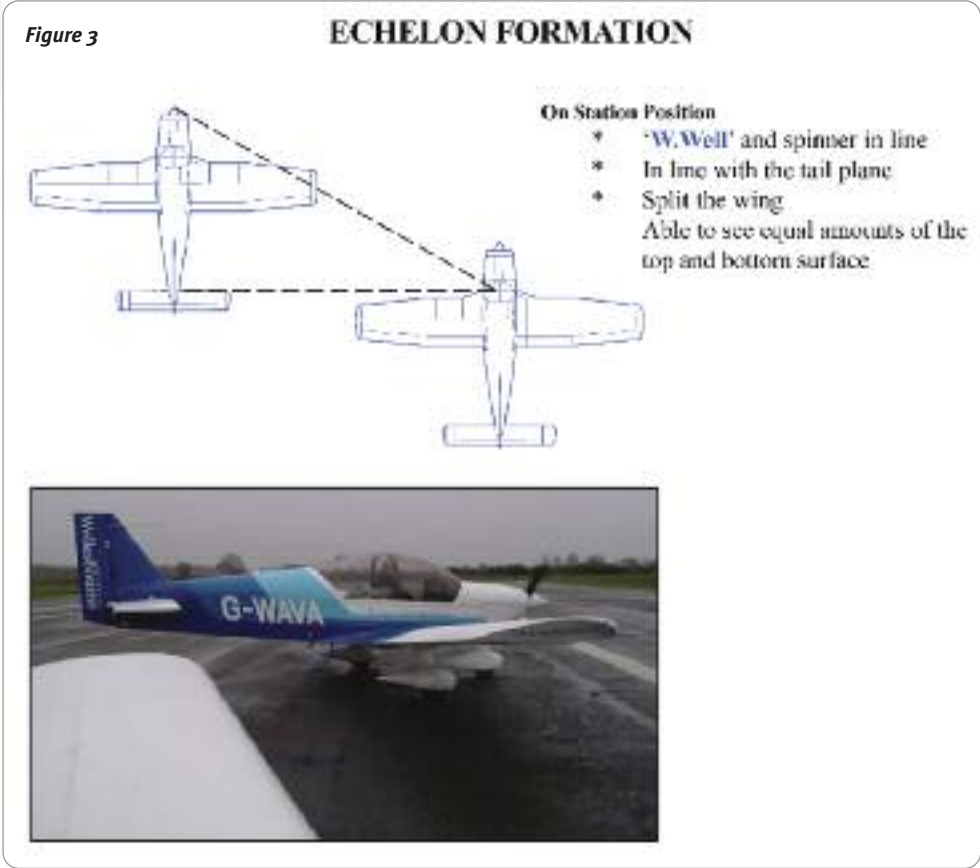 Figure 3
ECHELON FORMATION
On Station Position
* 'W.Well' and spinner in line
* In line with the tail plane
* Split the wing
Able to see equal amounts of the
top and bottom surface
G-WAVA